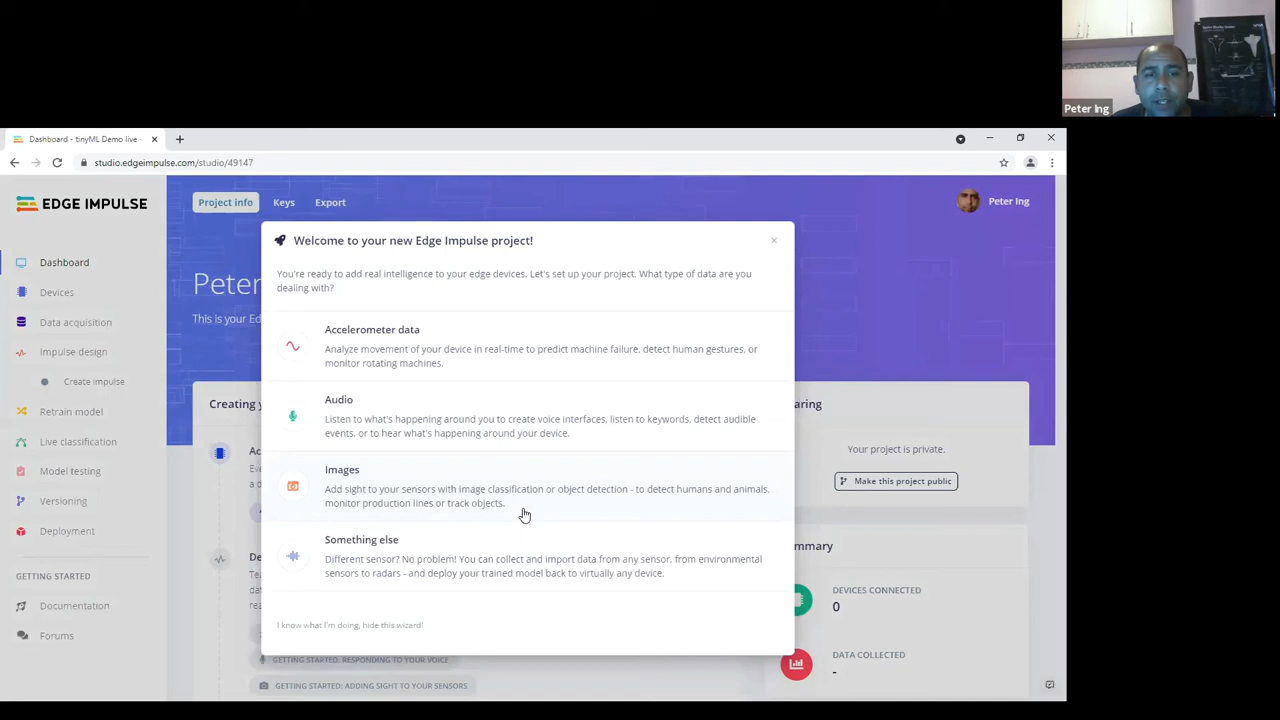 Peter Ing
Dashboard - tinyML Demo live -
studio.edgeimpulse.com/studio/49147
EDGE IMPULSE
Project info
Keys
Export
Peter Ing
Dashboard
Devices
Data acquisition
Impulse design
Create impulse
Retrain model
Live classification
Model testing
Versioning
Deployment
GETTING STARTED
Documentation
Forums
Peter
This is your Ed
Creating y
Welcome to your new Edge Impulse project!
You're ready to add real intelligence to your edge devices. Let's set up your project. What type of data are you
dealing with?
Accelerometer data
Analyze movement of your device in real-time to predict machine failure, detect human gestures, or
monitor rotating machines.
Audio
Listen to what's happening around you to create voice interfaces, listen to keywords, detect audible
events, or to hear what's happening around your device.
Images
Add sight to your sensors with image classification or object detection - to detect humans and animals,
monitor production lines or track objects.
Something else
Different sensor? No problem! You can collect and import data from any sensor, from environmental
sensors to radars - and deploy your trained model back to virtually any device.
I know what I'm doing, hide this wizard!
GETTING STARTED: RESPONDING TO YOUR VOICE
GETTING STARTED: ADDING SIGHT TO YOUR SENSORS
aring
Your project is private.
Make this project public
ummary
DEVICES CONNECTED
0
DATA COLLECTED
-